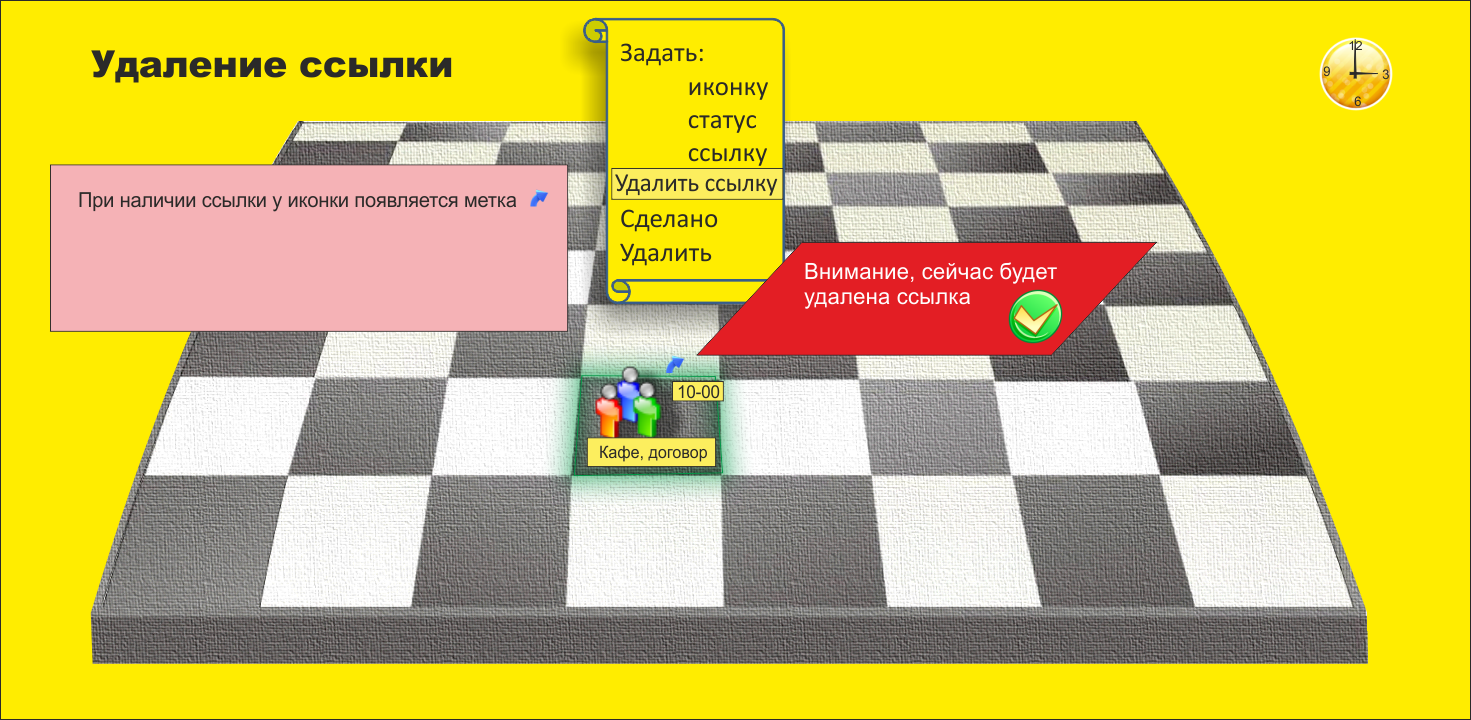 Удаление ссылки
Задать:
иконку
статус
ссылку
Удалить ссылку
Сделано
Удалить
12
9
3
6
При наличии ссылки у иконки появляется метка
Внимание, сейчас будет
удалена ссылка
10-00
Кафе, договор